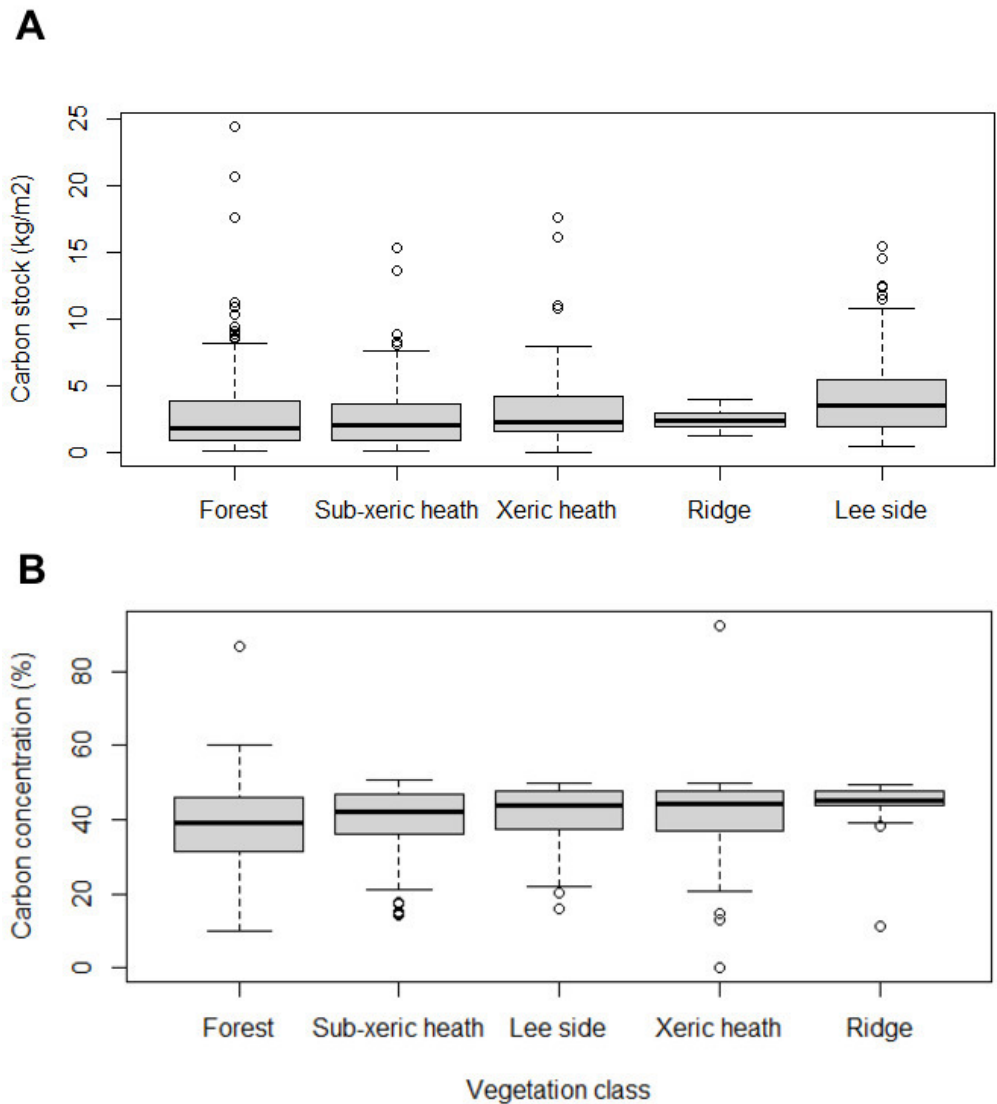 A
Carbon stock (kg/m2)
25
20
15
10
5
0
Forest Sub-xeric heath Xeric heath Ridge Lee side
B
Carbon concentration (%)
80
60
40
20
0
Forest Sub-xeric heath Lee side Xeric heath Ridge
Vegetation class